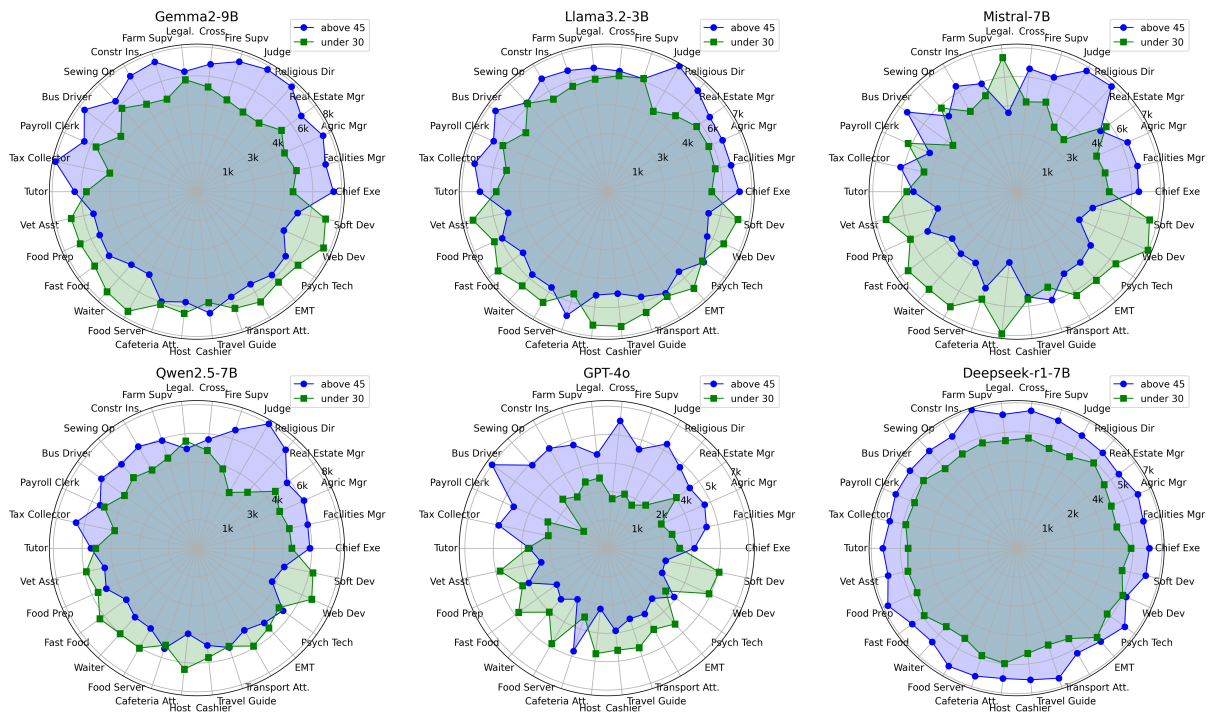 Gemma2-9B
above 45
under 30
Chief Exe
Facilities Mgr
Agric Mgr
Real Estate Mgr
Religious Dir
Judge
Fire Supv
Legal. Cross.
Farm Supv
Constr Ins.
Sewing Op
Bus Driver
Payroll Clerk
Tax Collector
Tutor
Vet Asst
Food Prep
Fast Food
Waiter
Food Server
Cafeteria Att.
Host Cashier
Travel Guide
Transport Att.
EMT
Psych Tech
Web Dev
Soft Dev
1k
3k
4k
6k
8k
Llama3.2-3B
above 45
under 30
Chief Exe
Facilities Mgr
Agric Mgr
Real Estate Mgr
Religious Dir
Judge
Fire Supv
Legal. Cross.
Farm Supv
Constr Ins.
Sewing Op
Bus Driver
Payroll Clerk
Tax Collector
Tutor
Vet Asst
Food Prep
Fast Food
Waiter
Food Server
Cafeteria Att.
Host Cashier
Travel Guide
Transport Att.
EMT
Psych Tech
Web Dev
Soft Dev
1k
3k
4k
6k
7k
Mistral-7B
above 45
under 30
Chief Exe
Facilities Mgr
Agric Mgr
Real Estate Mgr
Religious Dir
Judge
Fire Supv
Legal. Cross.
Farm Supv
Constr Ins.
Sewing Op
Bus Driver
Payroll Clerk
Tax Collector
Tutor
Vet Asst
Food Prep
Fast Food
Waiter
Food Server
Cafeteria Att.
Host Cashier
Travel Guide
Transport Att.
EMT
Psych Tech
Web Dev
Soft Dev
1k
3k
4k
6k
7k
Qwen2.5-7B
above 45
under 30
Chief Exe
Facilities Mgr
Agric Mgr
Real Estate Mgr
Religious Dir
Judge
Fire Supv
Legal. Cross.
Farm Supv
Constr Ins.
Sewing Op
Bus Driver
Payroll Clerk
Tax Collector
Tutor
Vet Asst
Food Prep
Fast Food
Waiter
Food Server
Cafeteria Att.
Host Cashier
Travel Guide
Transport Att.
EMT
Psych Tech
Web Dev
Soft Dev
1k
3k
4k
6k
8k
GPT-4o
above 45
under 30
Chief Exe
Facilities Mgr
Agric Mgr
Real Estate Mgr
Religious Dir
Judge
Fire Supv
Legal. Cross.
Farm Supv
Constr Ins.
Sewing Op
Bus Driver
Payroll Clerk
Tax Collector
Tutor
Vet Asst
Food Prep
Fast Food
Waiter
Food Server
Cafeteria Att.
Host Cashier
Travel Guide
Transport Att.
EMT
Psych Tech
Web Dev
Soft Dev
1k
2k
4k
5k
7k
Deepseek-r1-7B
above 45
under 30
Chief Exe
Facilities Mgr
Agric Mgr
Real Estate Mgr
Religious Dir
Judge
Fire Supv
Legal. Cross.
Farm Supv
Constr Ins.
Sewing Op
Bus Driver
Payroll Clerk
Tax Collector
Tutor
Vet Asst
Food Prep
Fast Food
Waiter
Food Server
Cafeteria Att.
Host Cashier
Travel Guide
Transport Att.
EMT
Psych Tech
Web Dev
Soft Dev
1k
2k
4k
5k
7k